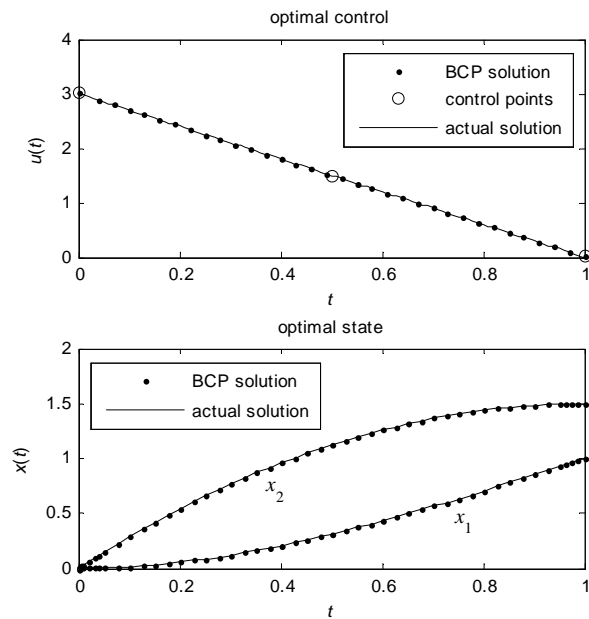 optimal control
4
3
2
1
0
u(t)
BCP solution
control points
actual solution
0
0.2
0.4
0.6
0.8
1
t
optimal state
2
1.5
1
0.5
0
x(t)
BCP solution
actual solution
x2
x1
0
0.2
0.4
0.6
0.8
1
t